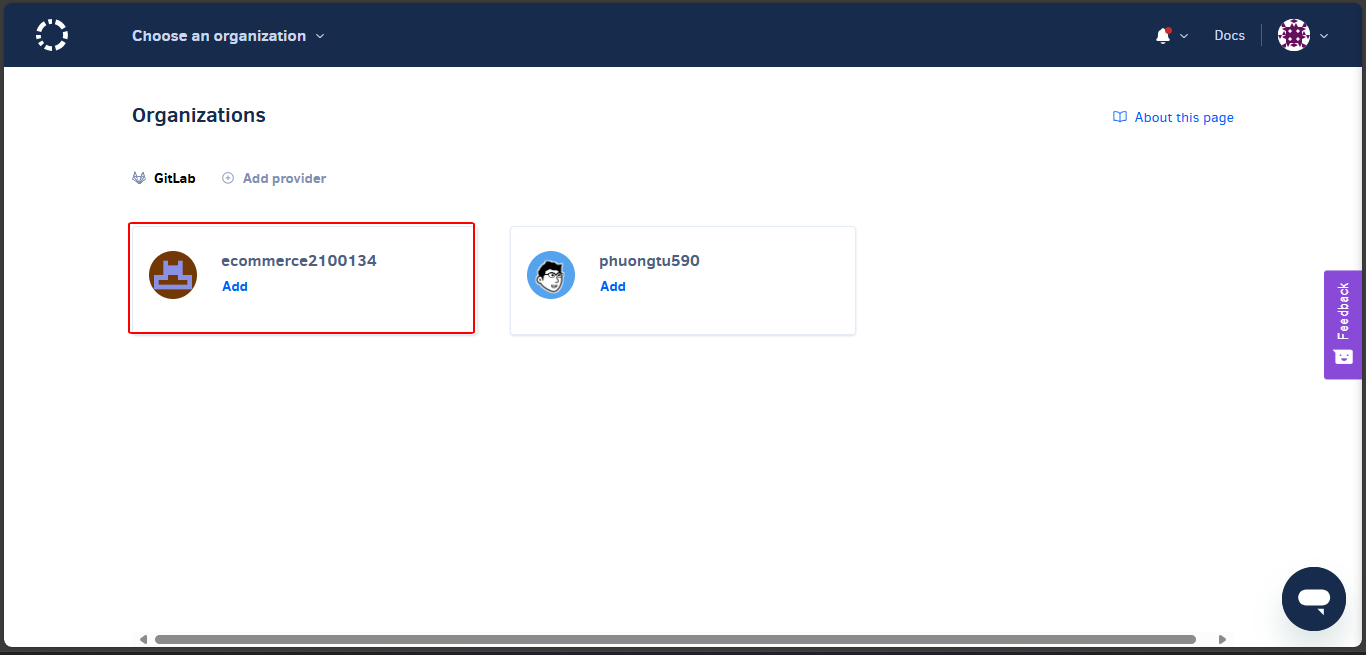 Choose an organization
Docs
Organizations
About this page
GitLab
Add provider
ecommerce2100134
Add
phuongtu590
Add
Feedback